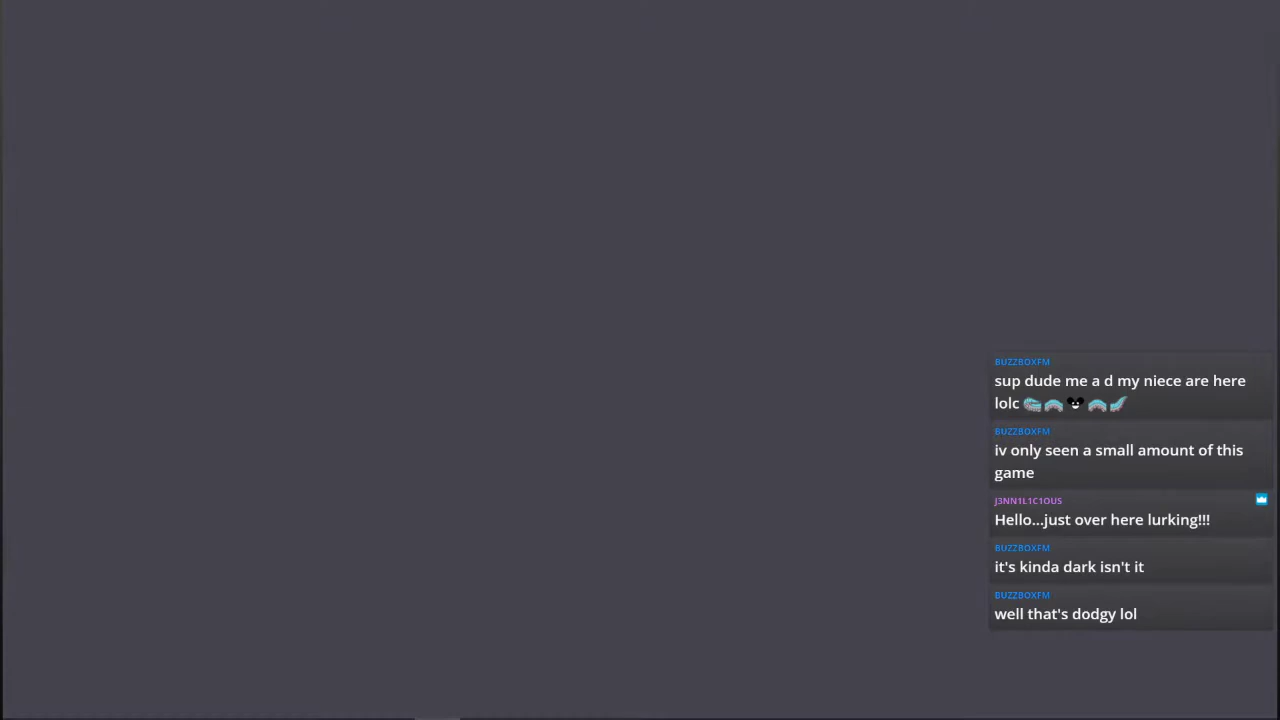 BUZZBOXFM
sup dude me a d my niece are here
lolc
BUZZBOXFM
iv only seen a small amount of this
game
J3NN1L1C1OUS
Hello...just over here lurking!!!
BUZZBOXFM
it's kinda dark isn't it
BUZZBOXFM
well that's dodgy lol